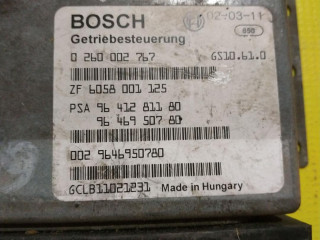 BOSCH 02-03-11
Getriebesteuerung
0 260 002 767 GS10.61.0
ZF 6058 001 125
PSA 96 412 811 80
96 469 507 80
002 9646950780
GCLB11021231 Made in Hungary